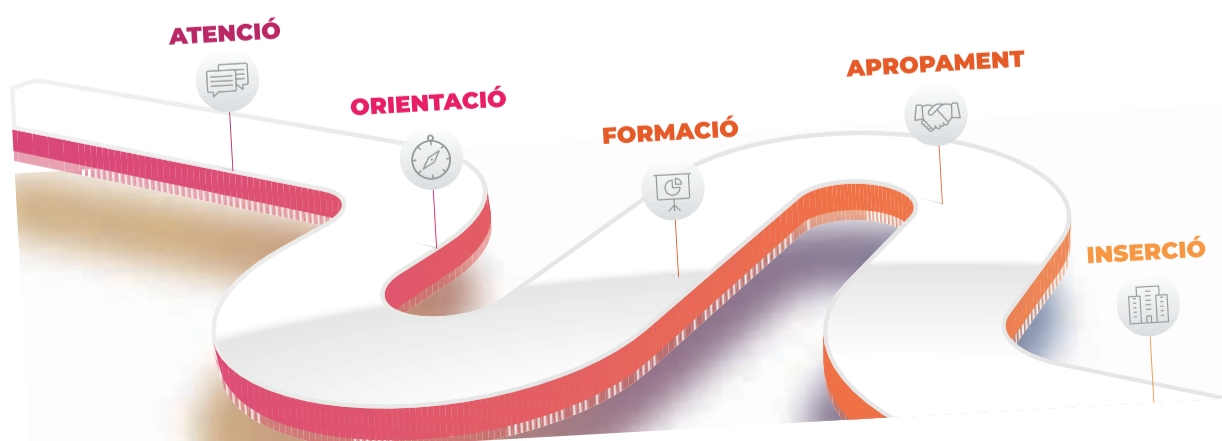 ATENCIÓ
ORIENTACIÓ
FORMACIÓ
APROPAMENT
INSERCIÓ